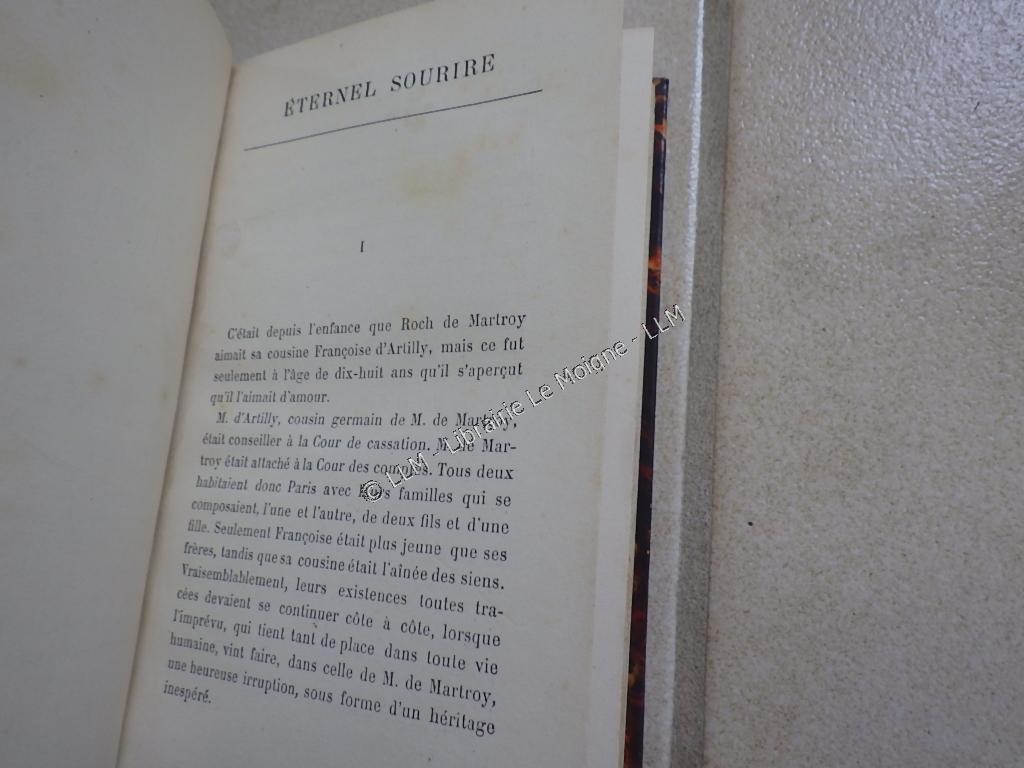 ÉTERNEL SOURIRE
I
C'était depuis l'enfance que Roch de Martroy
aimait sa cousine Françoise d'Artilly, mais ce fut
seulement à l'âge de dix-huit ans qu'il s'aperçut
qu'il l'aimait d'amour.
M. d'Artilly, cousin germain de M. de Martroy,
était conseiller à la Cour de cassation. M. de Mar-
troy était attaché à la Cour des comptes. Tous deux
habitaient donc Paris avec leurs familles qui se
composaient, l'une et l'autre, de deux fils et d'une
fille. Seulement Françoise était plus jeune que ses
frères, tandis que sa cousine était l'aînée des siens.
Vraisemblablement, leurs existences toutes tra-
cées devaient se continuer côte à côte, lorsque
l'imprévu, qui tient tant de place dans toute vie
humaine, vint faire, dans celle de M. de Martroy,
une heureuse irruption, sous forme d'un héritage
inespéré.
© LLM - Librairie Le Moigne - LLM